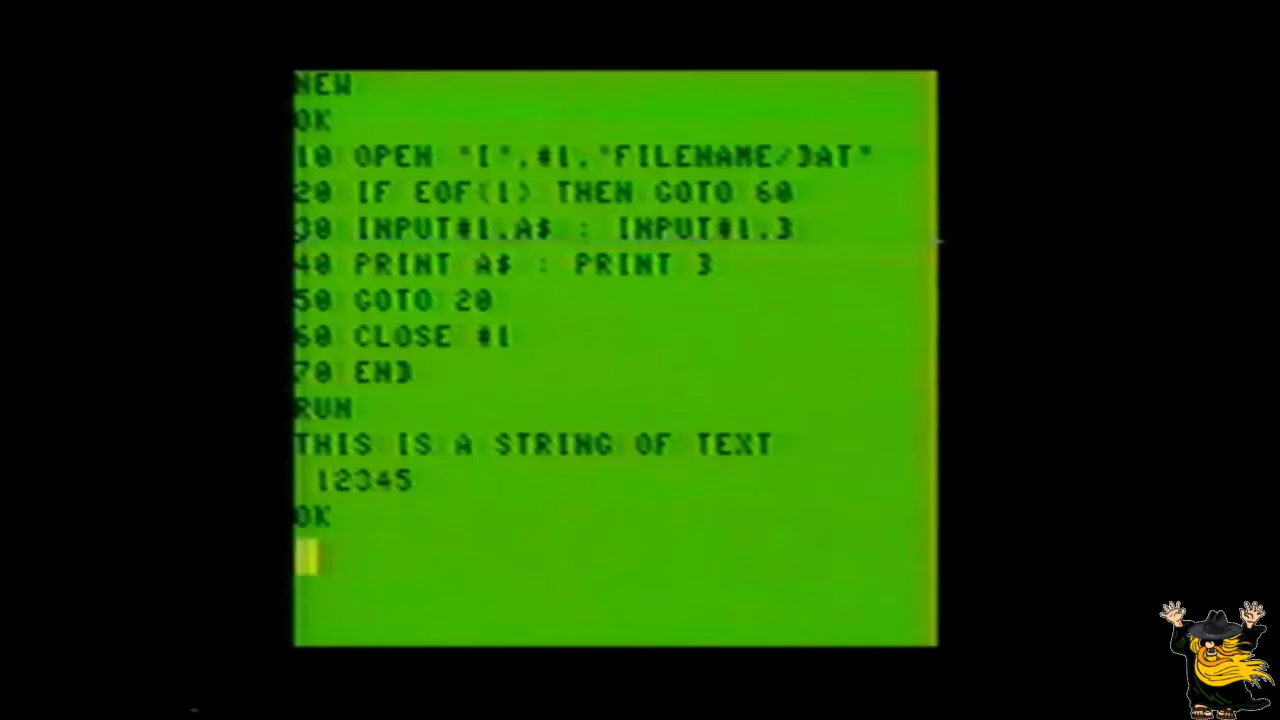 NEW
OK
10 OPEN "I",#1,"FILENAME/DAT"
20 IF EOF(1) THEN GOTO 60
30 INPUT#1,A$ : INPUT#1,D
40 PRINT A$ : PRINT D
50 GOTO 20
60 CLOSE #1
70 END
RUN
THIS IS A STRING OF TEXT
12345
OK